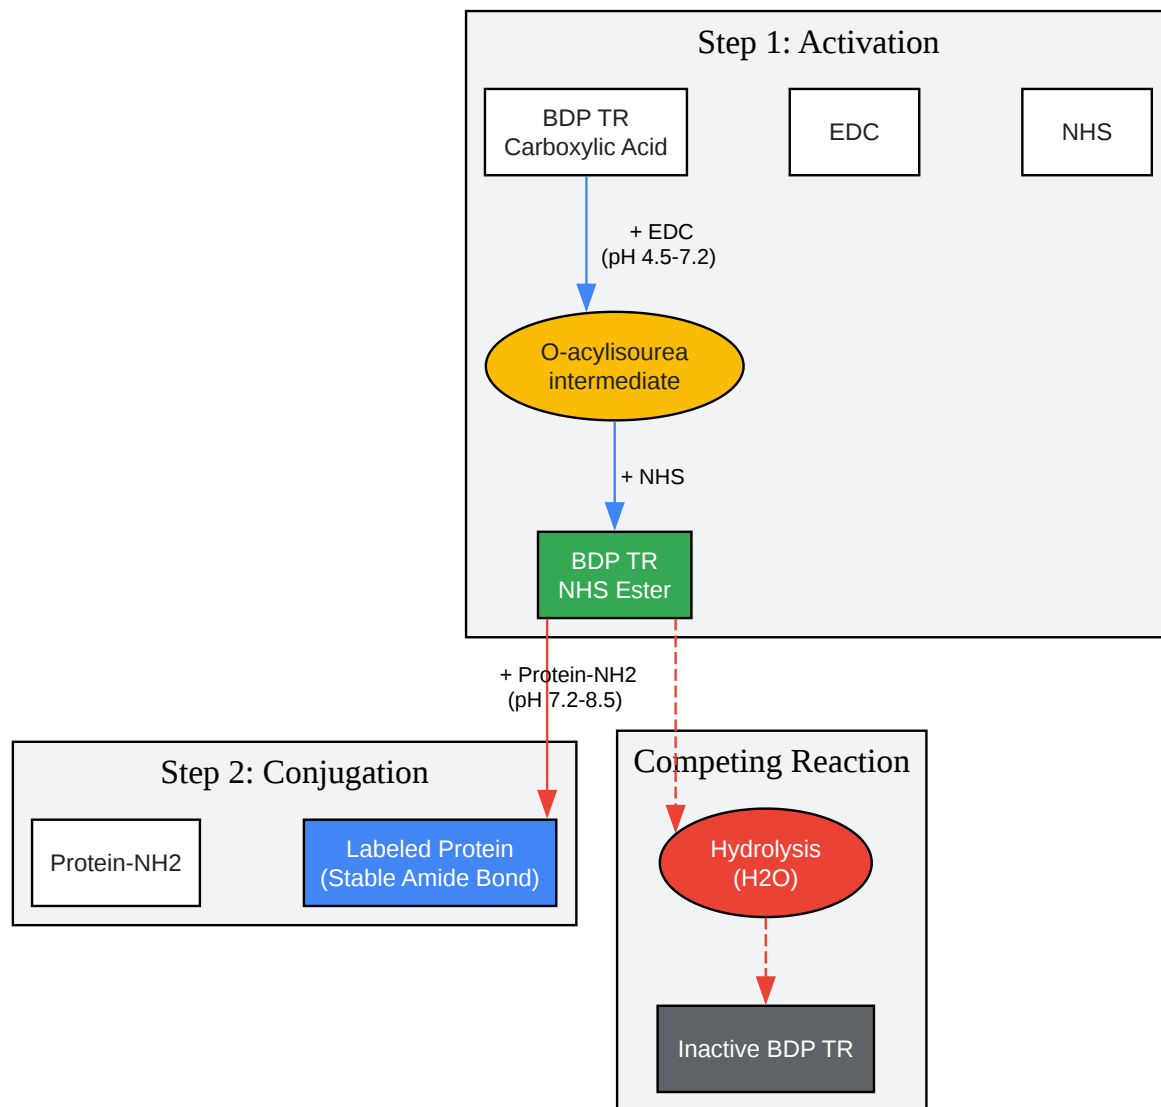 Step 1: Activation
BDP TR
Carboxylic Acid
EDC
NHS
+ EDC
(pH 4.5-7.2)
O-acylisourea
intermediate
+ NHS
BDP TR
NHS Ester
+ Protein-NH2
(pH 7.2-8.5)
Step 2: Conjugation
Protein-NH2
Labeled Protein
(Stable Amide Bond)
Competing Reaction
Hydrolysis
(H2O)
Inactive BDP TR